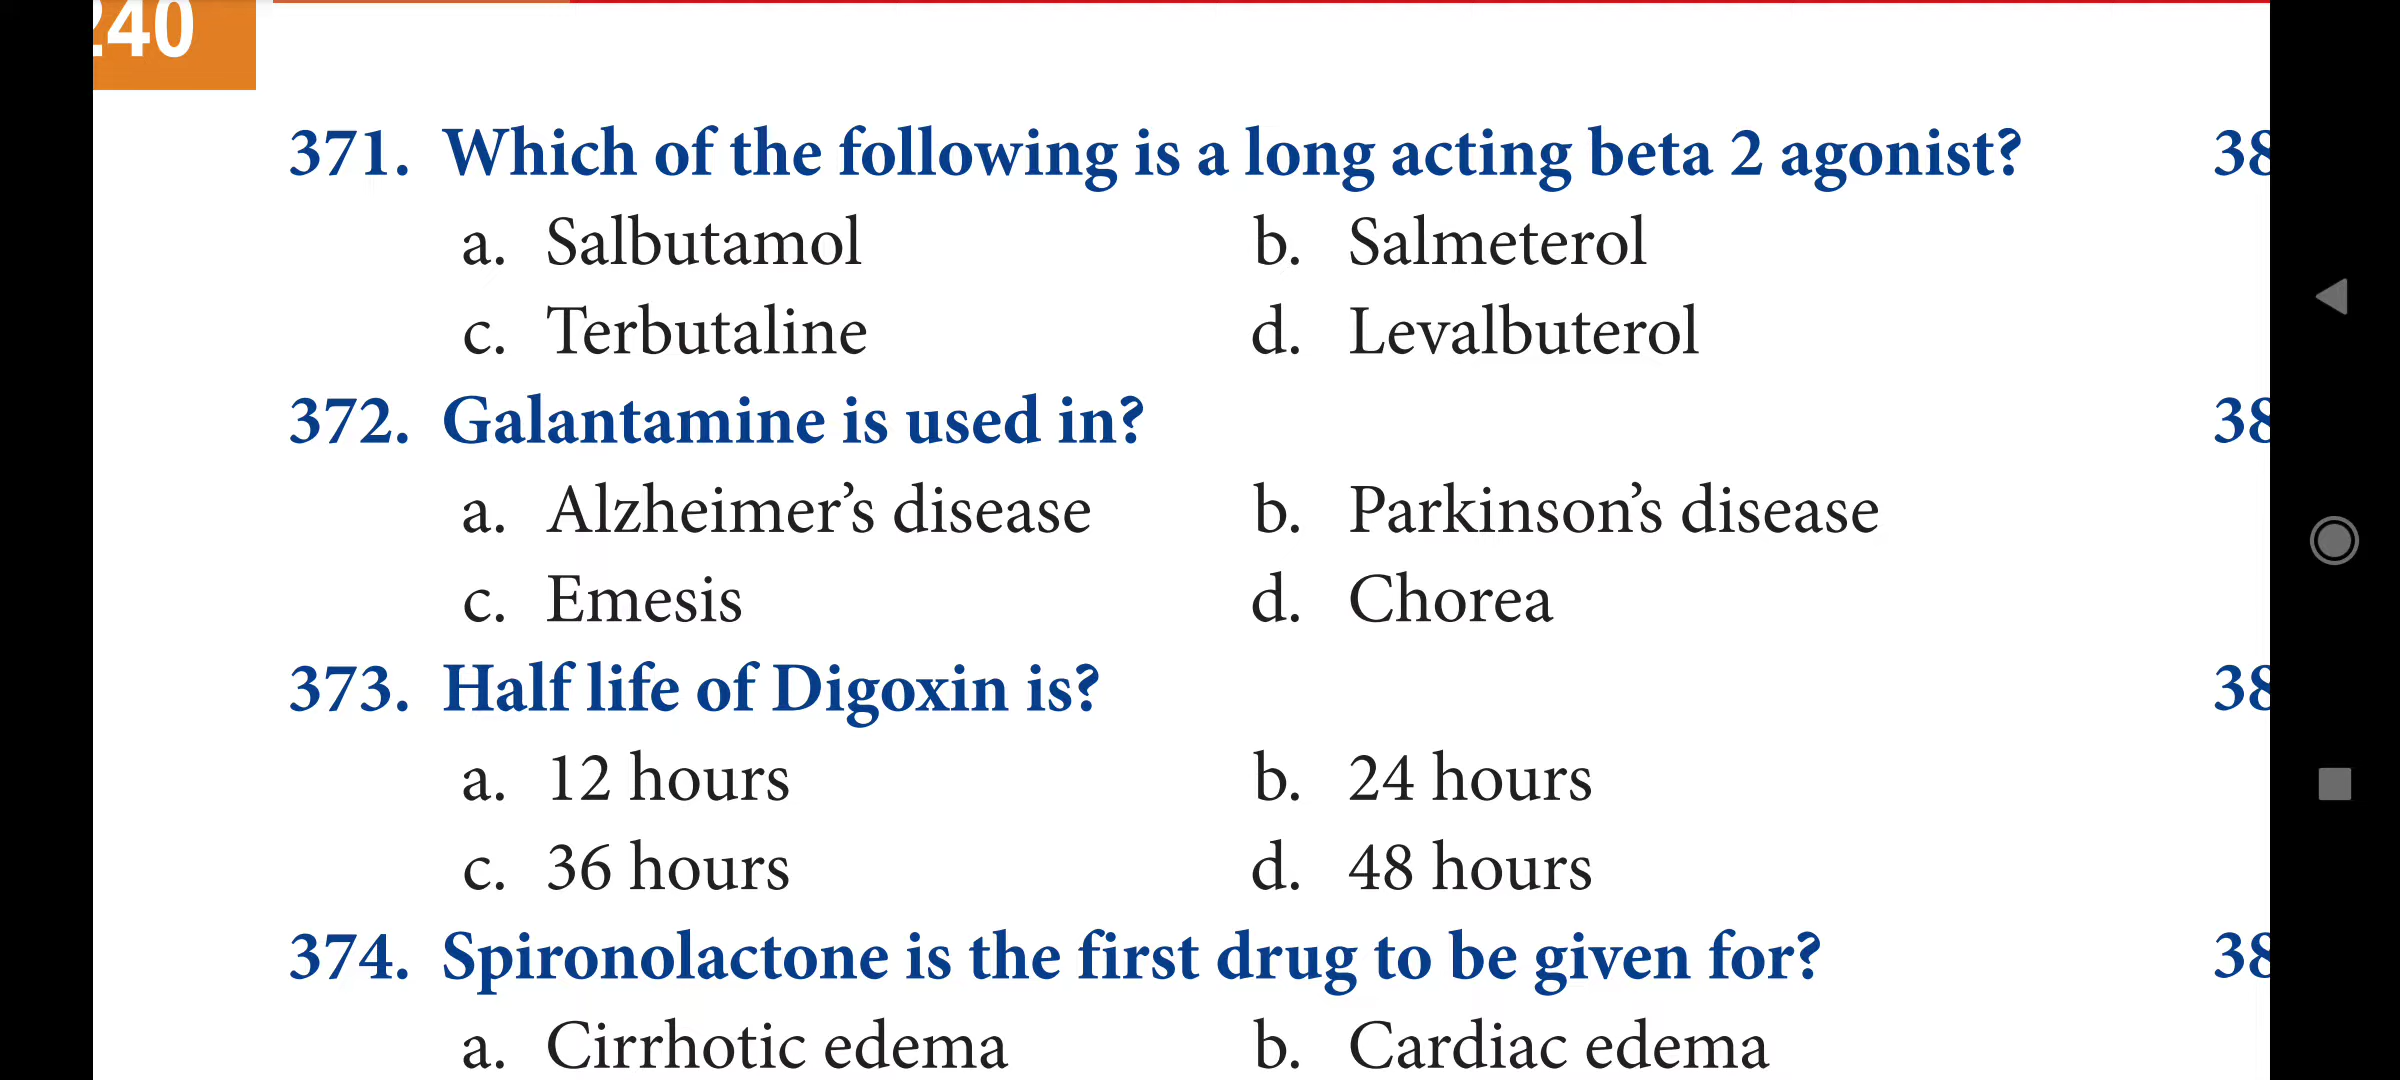 240
371. Which of the following is a long acting beta 2 agonist?
a. Salbutamol b. Salmeterol
c. Terbutaline d. Levalbuterol
372. Galantamine is used in?
a. Alzheimer’s disease b. Parkinson’s disease
c. Emesis d. Chorea
373. Half life of Digoxin is?
a. 12 hours b. 24 hours
c. 36 hours d. 48 hours
374. Spironolactone is the first drug to be given for?
a. Cirrhotic edema b. Cardiac edema